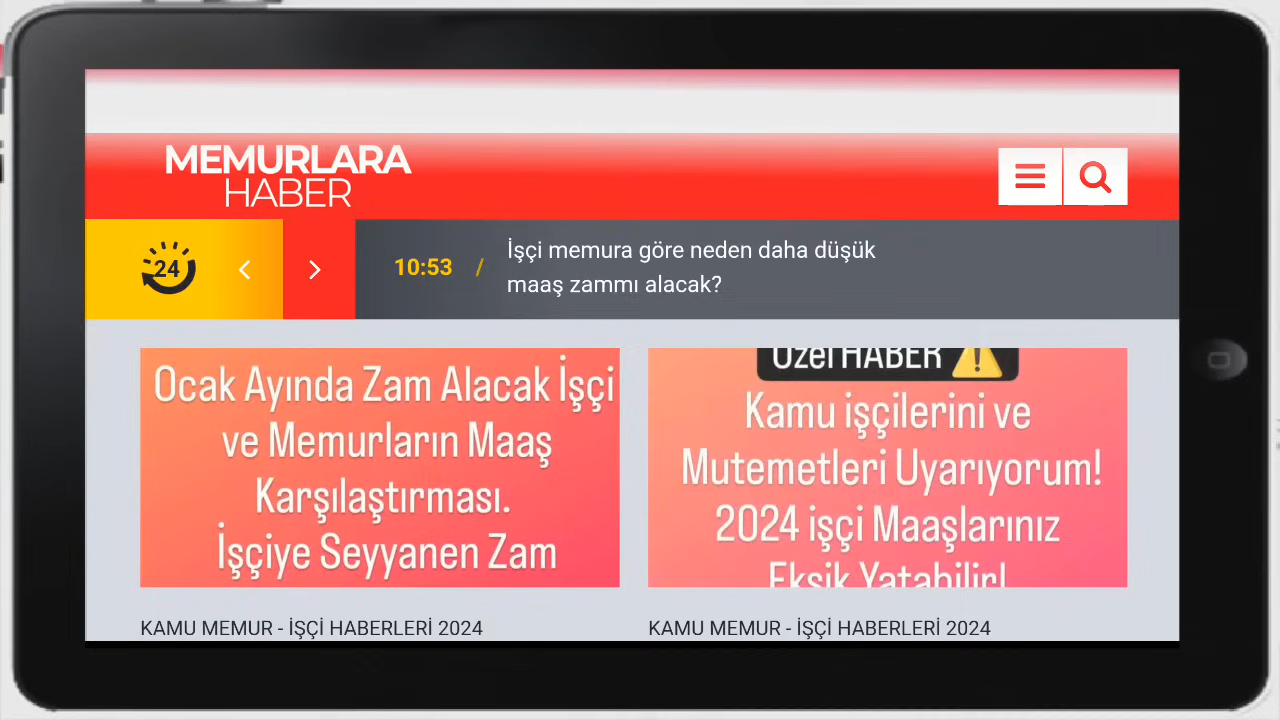 MEMURLARA
HABER
24
10:53 /
İşçi memura göre neden daha düşük
maaş zammı alacak?
Ocak Ayında Zam Alacak İşçi
ve Memurların Maaş
Karşılaştırması.
İşçiye Seyyanen Zam
Özel HABER
Kamu işçilerini ve
Mutemetleri Uyarıyorum!
2024 işçi Maaşlarınız
Eksik Yatabilir!
KAMU MEMUR - İŞÇİ HABERLERİ 2024
KAMU MEMUR - İŞÇİ HABERLERİ 2024